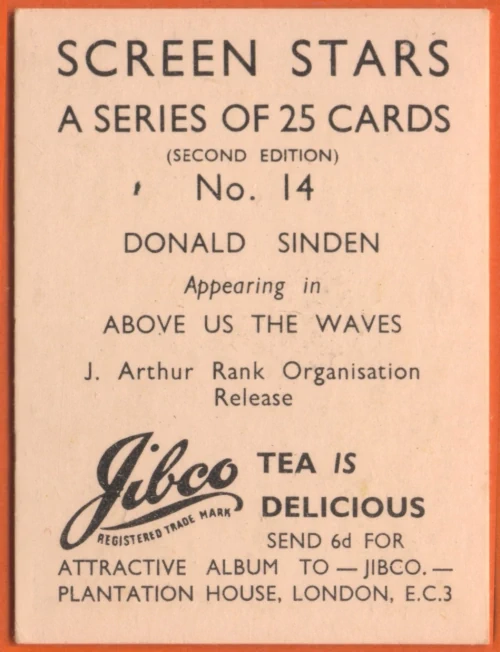 SCREEN STARS
A SERIES OF 25 CARDS
(SECOND EDITION)
No. 14
DONALD SINDEN
Appearing in
ABOVE US THE WAVES
J. Arthur Rank Organisation
Release
Jibco
REGISTERED TRADE MARK
TEA IS
DELICIOUS
SEND 6d FOR
ATTRACTIVE ALBUM TO — JIBCO. —
PLANTATION HOUSE, LONDON, E.C.3